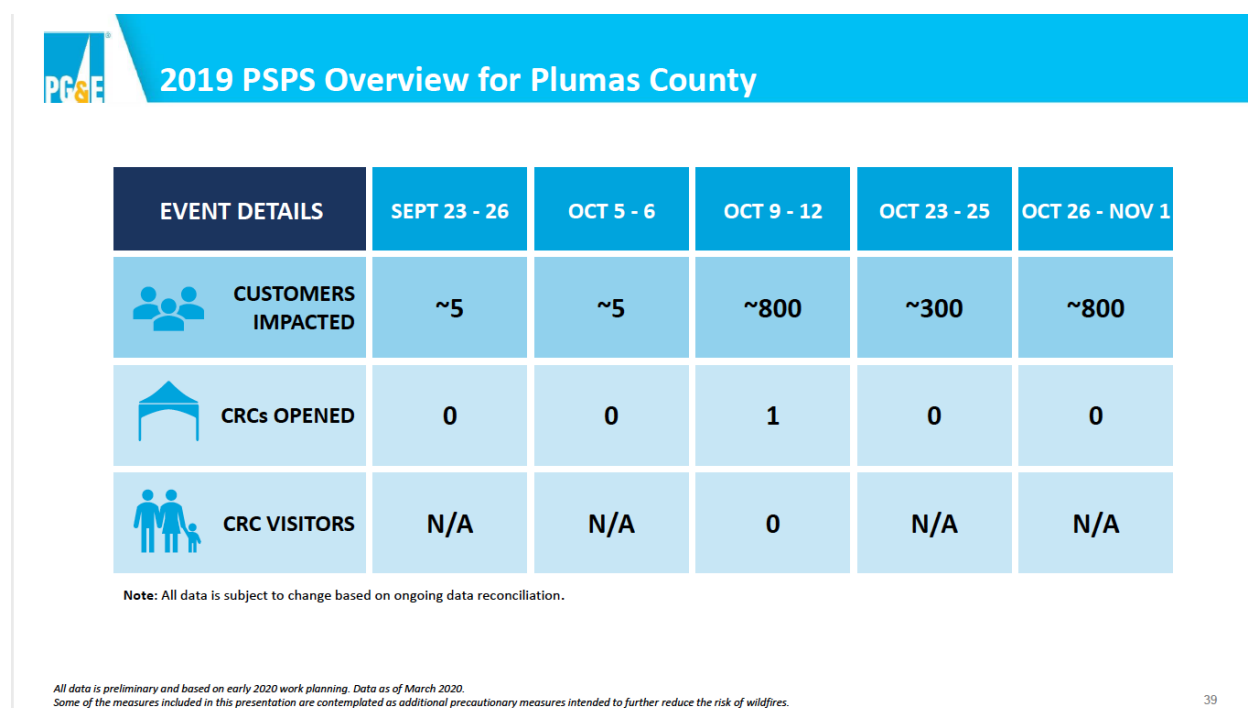 PG&E
®
2019 PSPS Overview for Plumas County
EVENT DETAILS SEPT 23 - 26 OCT 5 - 6 OCT 9 - 12 OCT 23 - 25 OCT 26 - NOV 1
CUSTOMERS
IMPACTED ~5 ~5 ~800 ~300 ~800
CRCs OPENED 0 0 1 0 0
CRC VISITORS N/A N/A 0 N/A N/A
Note: All data is subject to change based on ongoing data reconciliation.
All data is preliminary and based on early 2020 work planning. Data as of March 2020.
Some of the measures included in this presentation are contemplated as additional precautionary measures intended to further reduce the risk of wildfires.
39